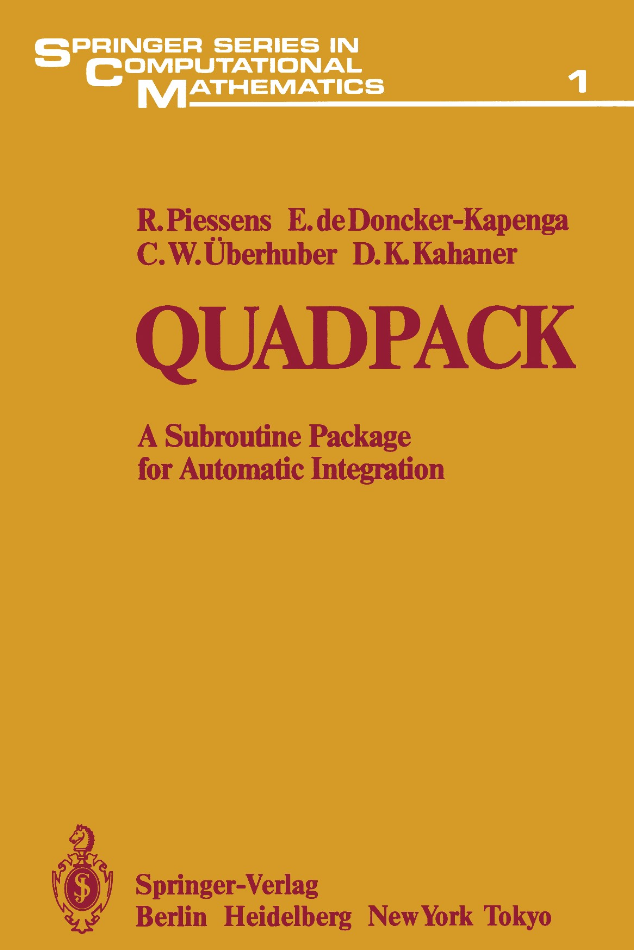 SPRINGER SERIES IN
COMPUTATIONAL
MATHEMATICS
1
R. Piessens E. de Doncker-Kapenga
C. W. Überhuber D. K. Kahaner
QUADPACK
A Subroutine Package
for Automatic Integration
Springer-Verlag
Berlin Heidelberg New York Tokyo